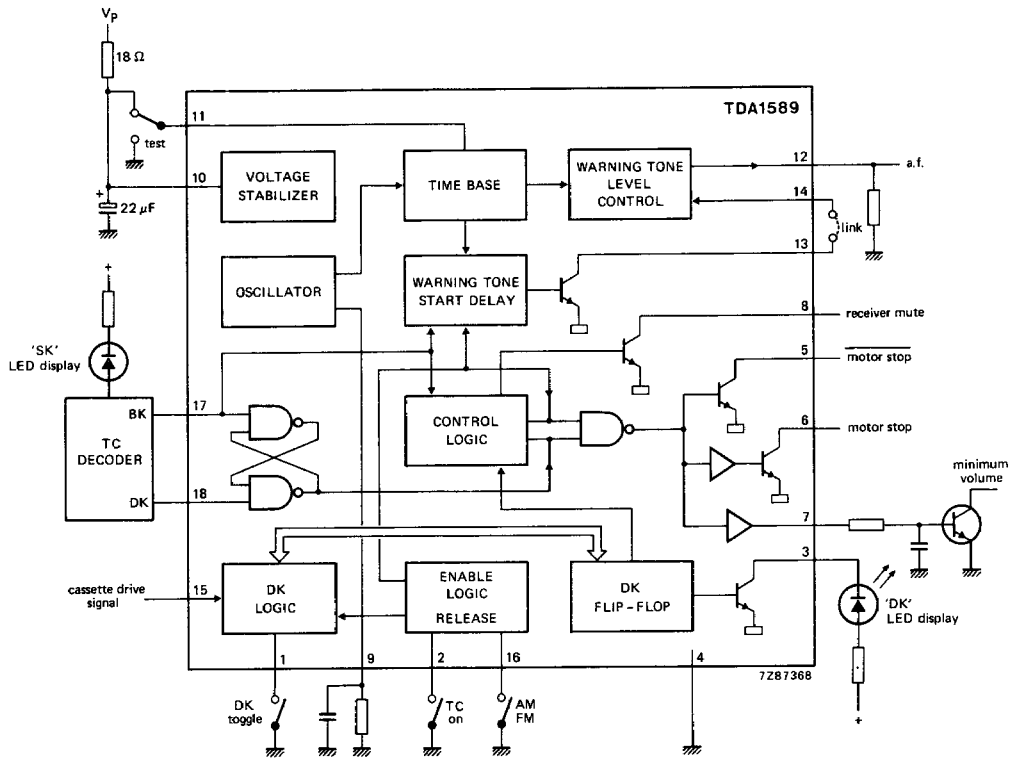 Vp
18 Ω
TDA1589
11
test
12
a.f.
VOLTAGE
STABILIZER
TIME BASE
WARNING TONE
LEVEL
CONTROL
10
14
+
22 µF
link
13
+
OSCILLATOR
WARNING TONE
START DELAY
8
receiver mute
'SK'
LED display
5
motor stop
17
BK
TC
DECODER
DK
18
CONTROL
LOGIC
6
motor stop
minimum
volume
7
3
cassette drive
signal
15
DK
LOGIC
ENABLE
LOGIC
RELEASE
DK
FLIP-FLOP
'DK'
LED display
1
9
2
16
4
7Z87368
DK
toggle
TC
on
AM
FM
+